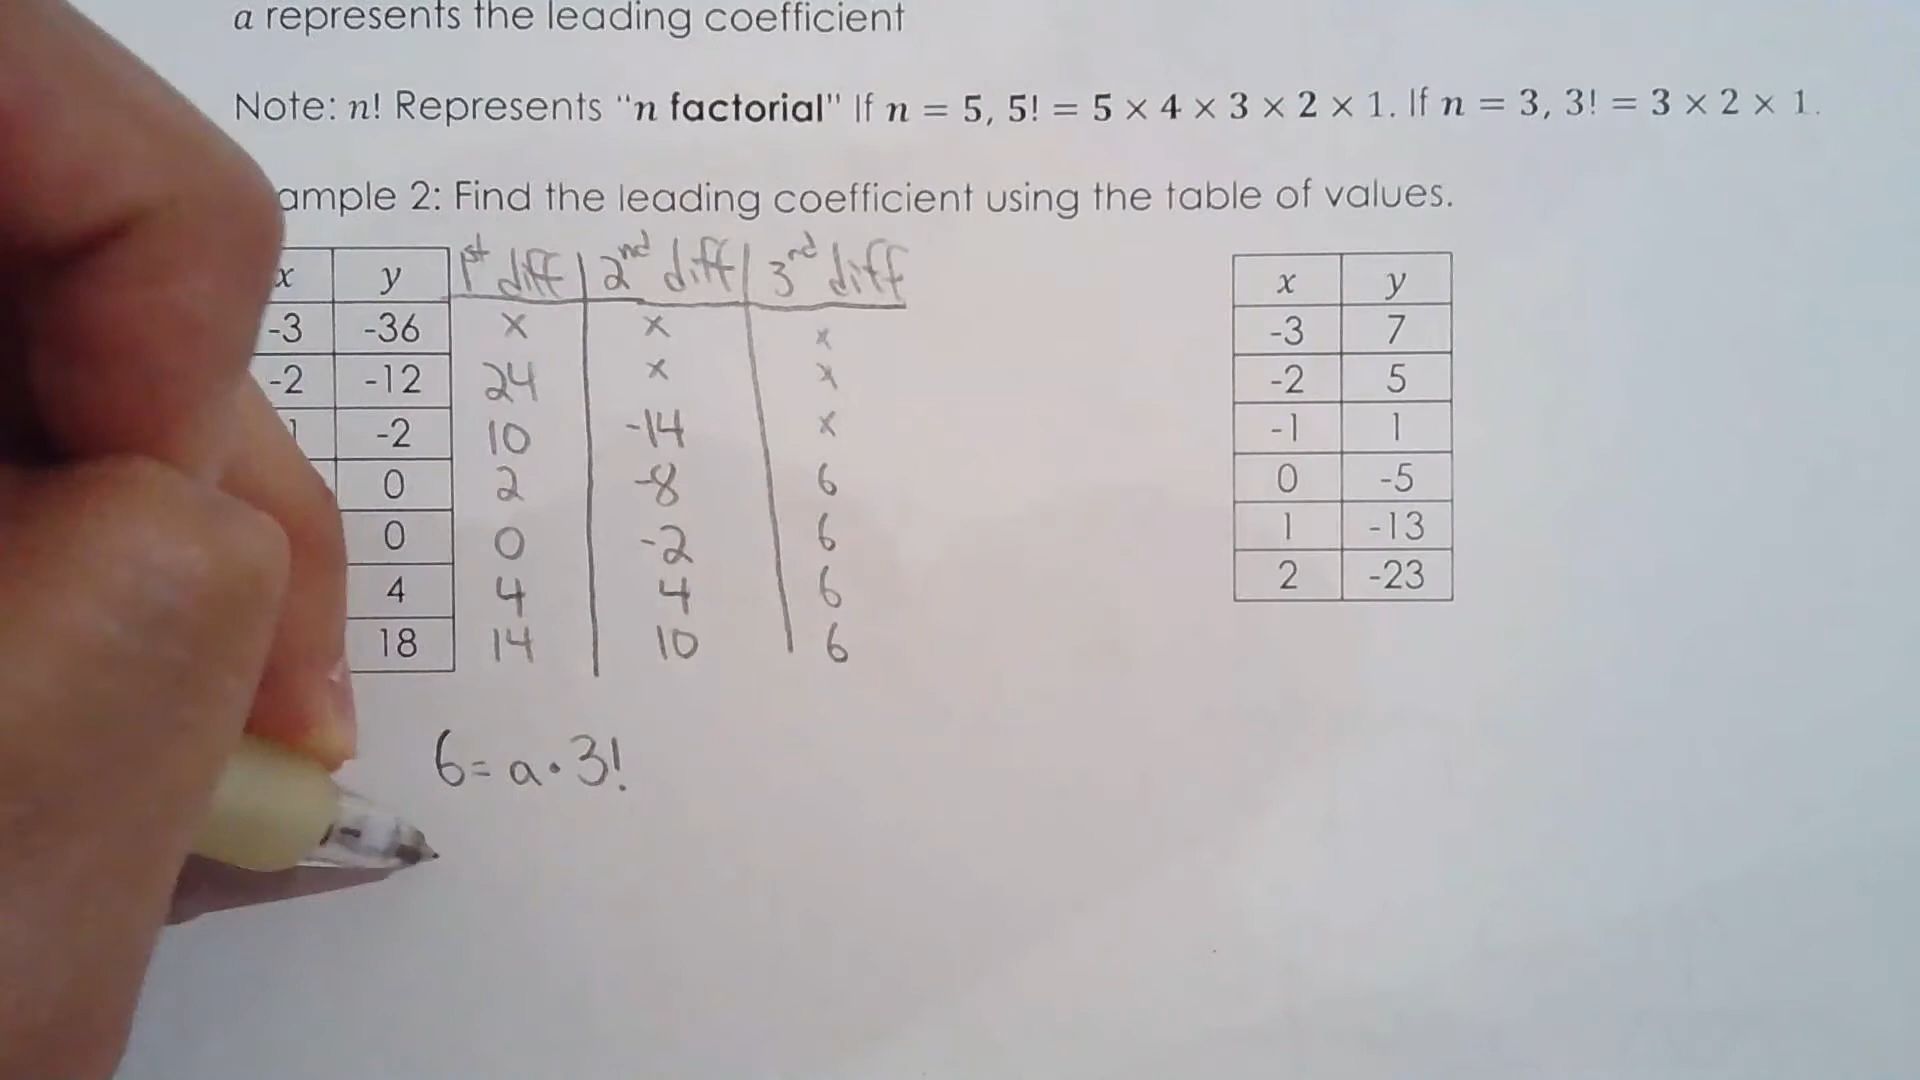 a represents the leading coefficient
Note: n! Represents “n factorial” If n = 5, 5! = 5 × 4 × 3 × 2 × 1. If n = 3, 3! = 3 × 2 × 1.
ample 2: Find the leading coefficient using the table of values.
x y 1st diff 2nd diff 3rd diff
-3 -36 x x x
-2 -12 24 x x
1 -2 10 -14 x
0 2 -8 6
0 0 -2 6
4 4 4 6
18 14 10 6
x y
-3 7
-2 5
-1 1
0 -5
1 -13
2 -23
6 = a · 3!